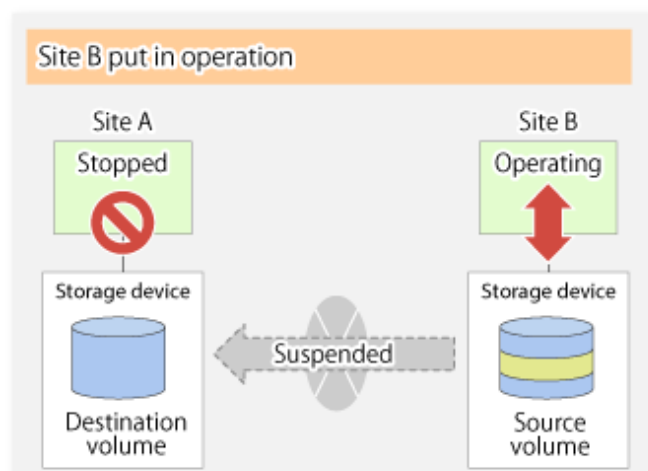 Site B put in operation
Site A
Site B
Stopped
Operating
Storage device
Storage device
Suspended
Destination
volume
Source
volume